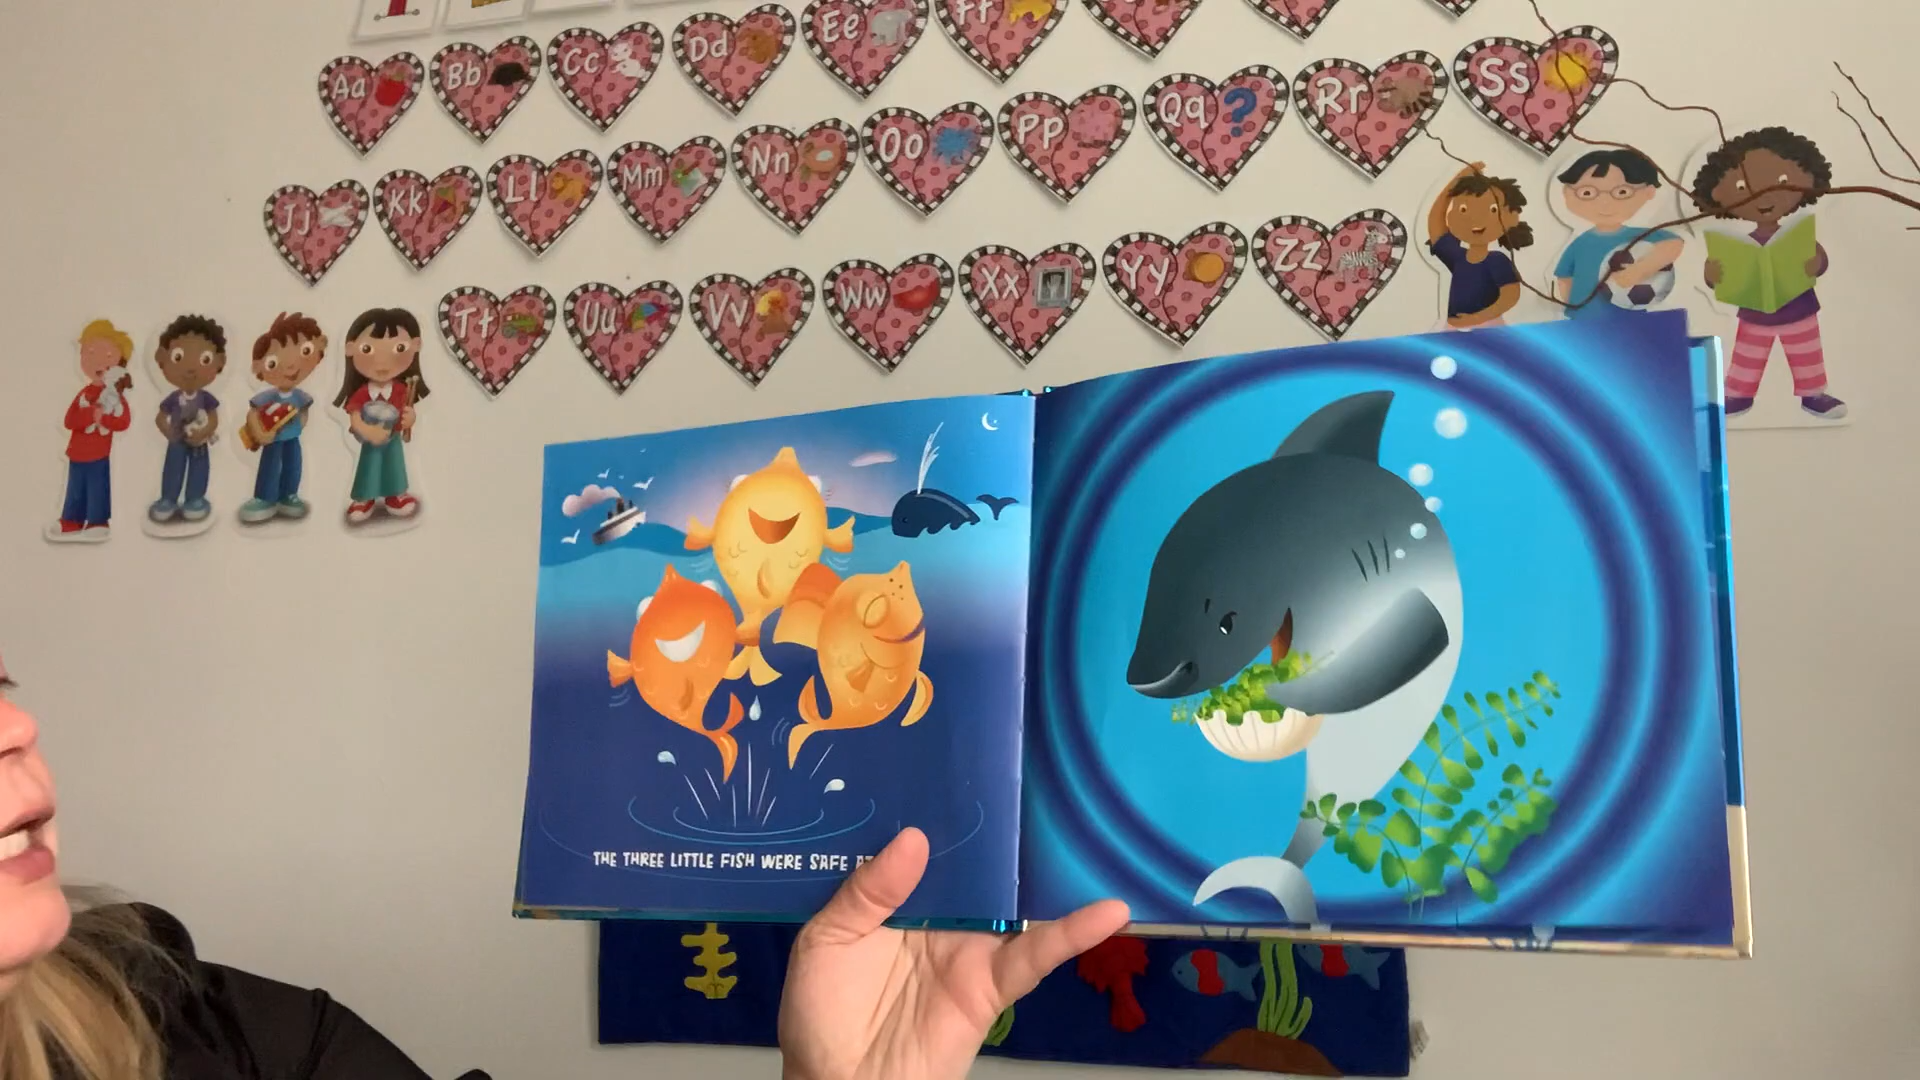 Aa Bb Cc Dd Ee Ff
Jj Kk Ll Mm Nn Oo Pp Qq Rr Ss
Tt Uu Vv Ww Xx Yy Zz
THE THREE LITTLE FISH WERE SAFE